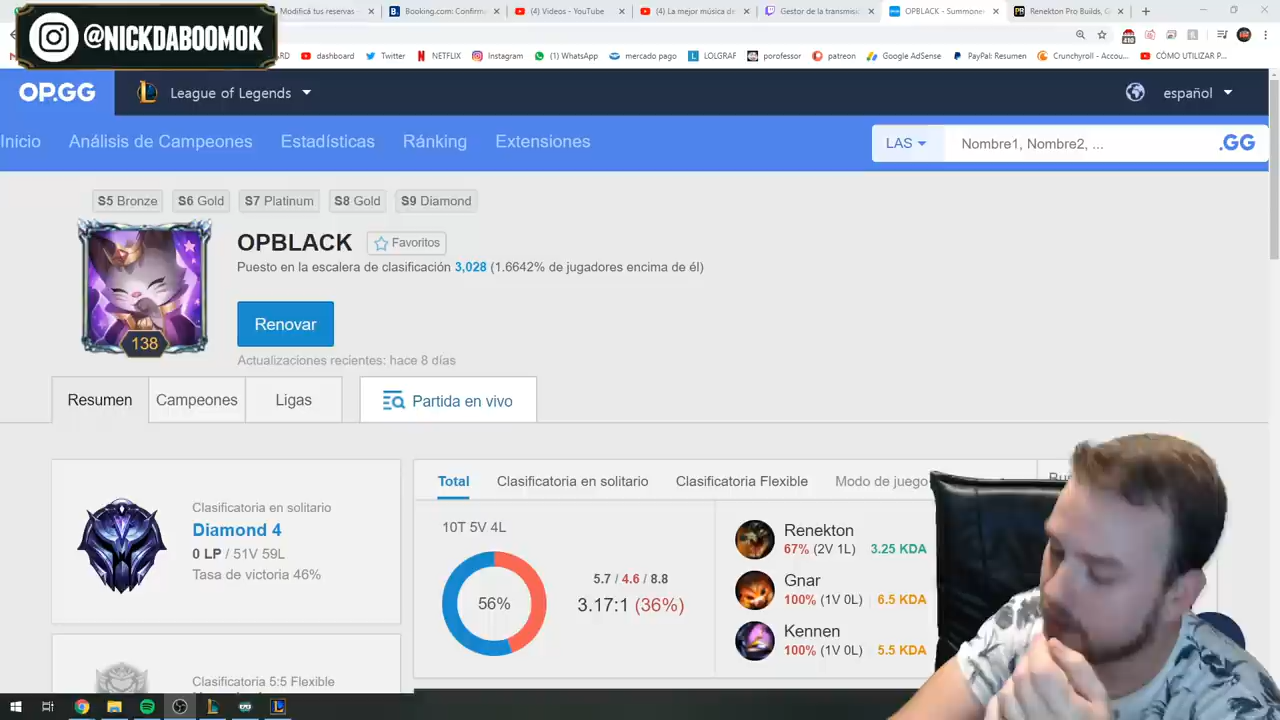 @NICKDABOOMOK
Modificá tus reservas
Booking.com: Confirm
(4) Videos - YouTube
(4) La mejor música de
Gestor de la transmisi
OPBLACK - Summone
Renekton Pro Builds, G
RD
dashboard
Twitter
NETFLIX
Instagram
(1) WhatsApp
mercado pago
LOLGRAF
poroofessor
patreon
Google AdSense
PayPal: Resumen
Crunchyroll - Accou...
CÓMO UTILIZAR P...
OP.GG
League of Legends
español
Inicio
Análisis de Campeones
Estadísticas
Ránking
Extensiones
LAS
Nombre1, Nombre2, ...
.GG
S5 Bronze
S6 Gold
S7 Platinum
S8 Gold
S9 Diamond
OPBLACK
Favoritos
Puesto en la escalera de clasificación 3,028 (1.6642% de jugadores encima de él)
138
Renovar
Actualizaciones recientes: hace 8 días
Resumen
Campeones
Ligas
Partida en vivo
Clasificatoria en solitario
Diamond 4
0 LP / 51V 59L
Tasa de victoria 46%
Clasificatoria 5:5 Flexible
Total
Clasificatoria en solitario
Clasificatoria Flexible
Modo de juego
10T 5V 4L
56%
5.7 / 4.6 / 8.8
3.17:1 (36%)
Renekton
67% (2V 1L) 3.25 KDA
Gnar
100% (1V 0L) 6.5 KDA
Kennen
100% (1V 0L) 5.5 KDA